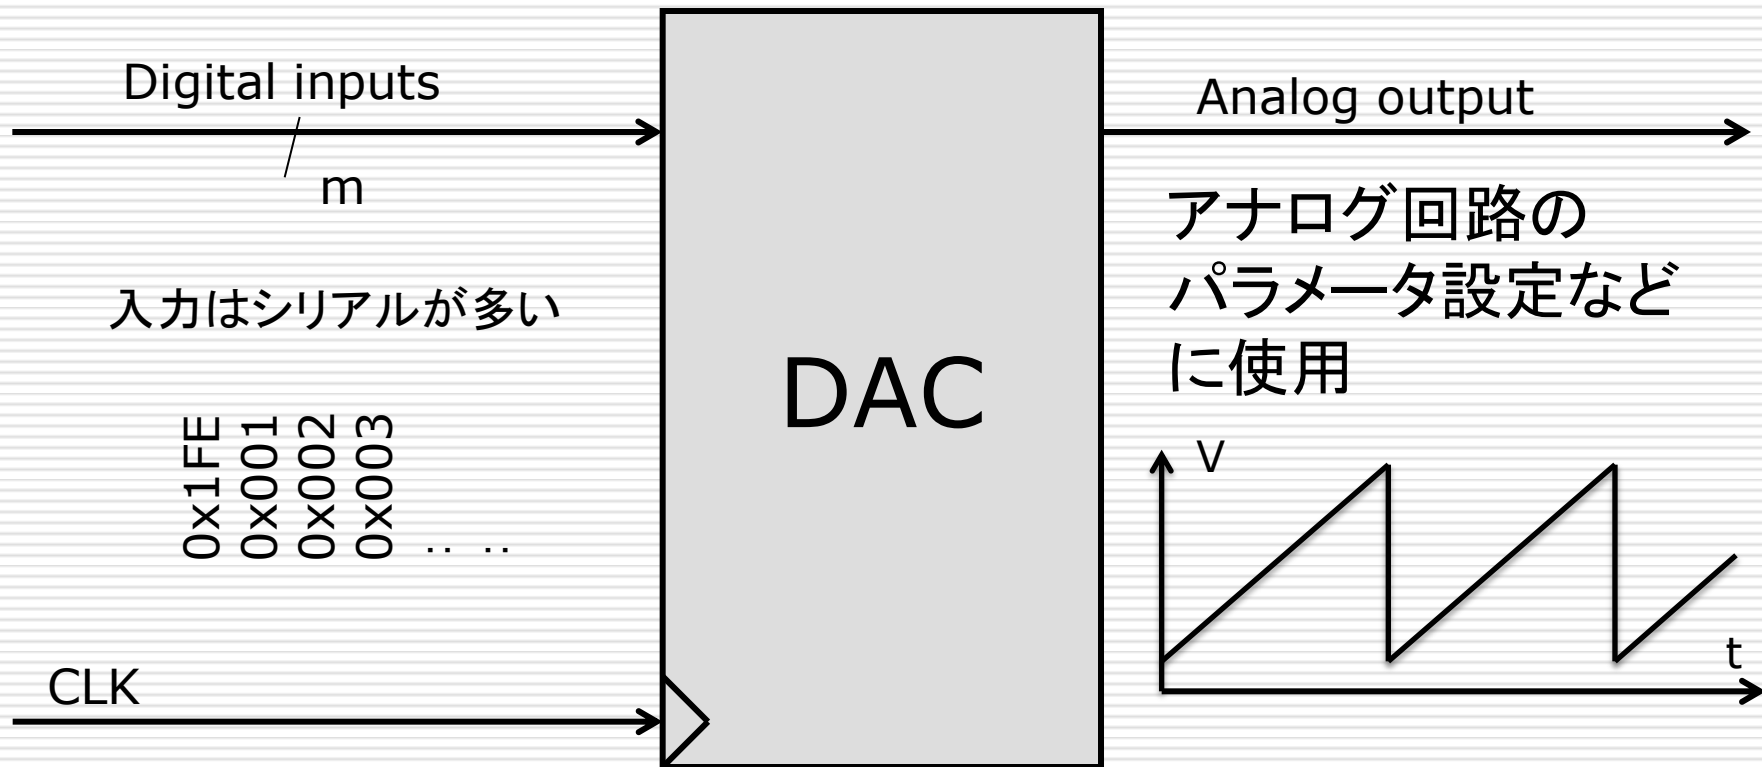 Digital inputs
m
入力はシリアルが多い
0x1FE
0x001
0x002
0x003
‥ ‥
CLK
DAC
Analog output
アナログ回路の
パラメータ設定など
に使用
V
t